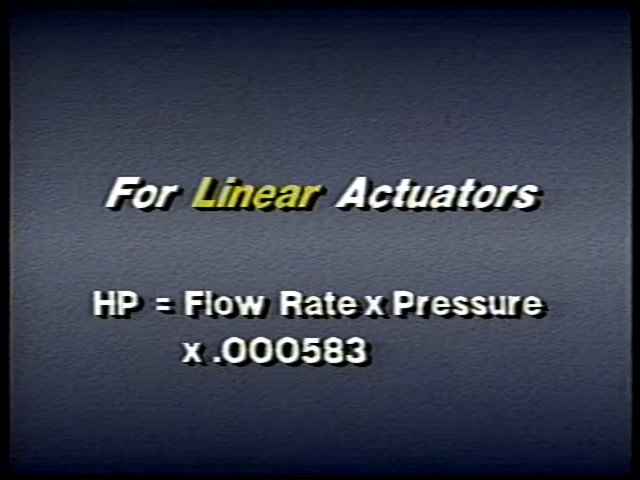 For Linear Actuators
HP = Flow Rate x Pressure
x .000583